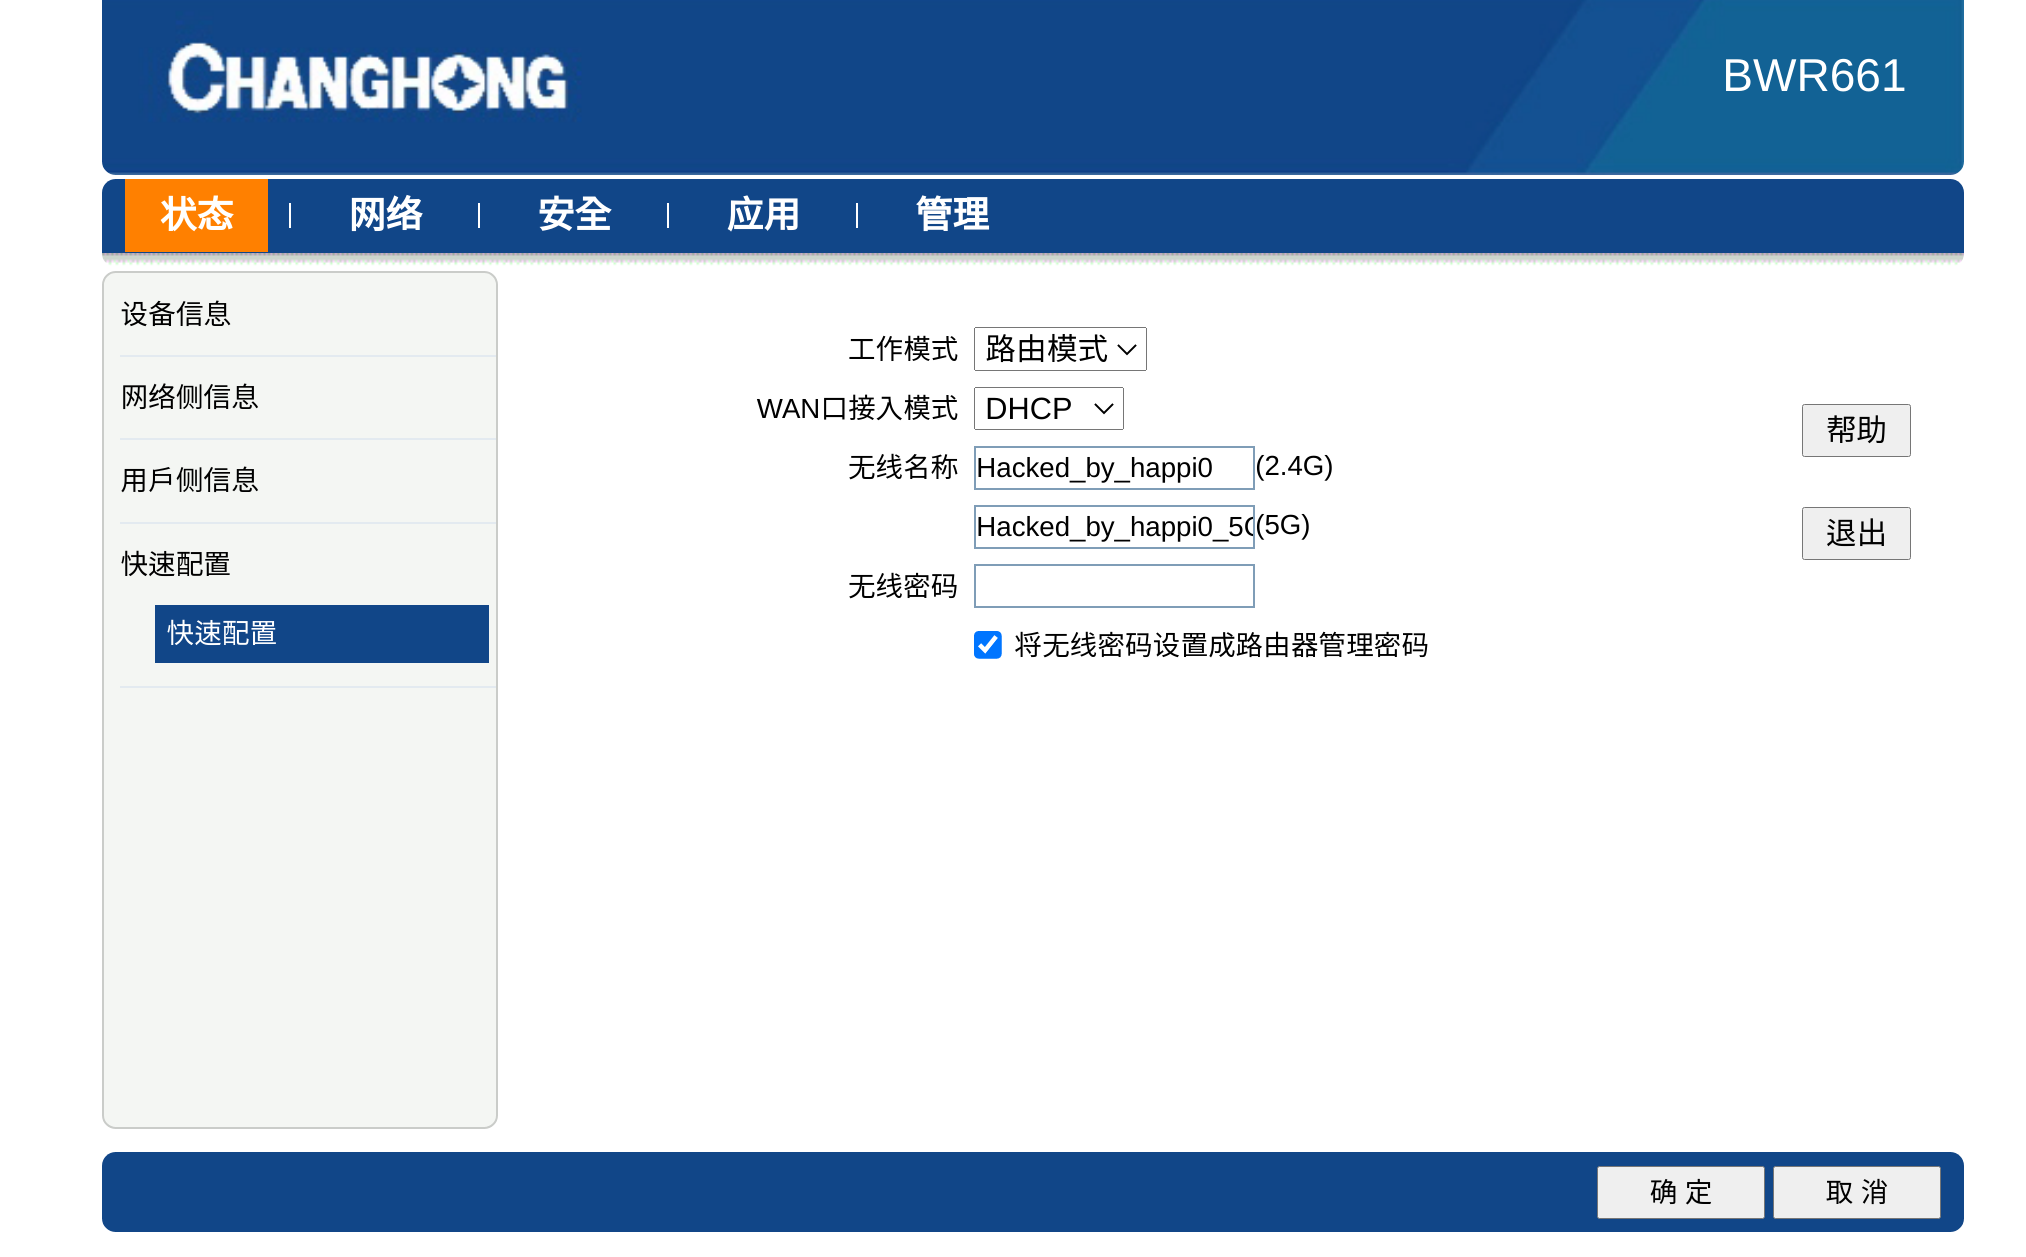 CHANGHONG
BWR661
状态 网络 安全 应用 管理
设备信息
网络侧信息
用戶侧信息
快速配置
快速配置
工作模式 路由模式
WAN口接入模式 DHCP
无线名称 Hacked_by_happi0 (2.4G)
Hacked_by_happi0_5G (5G)
无线密码
将无线密码设置成路由器管理密码
帮助
退出
确 定 取 消